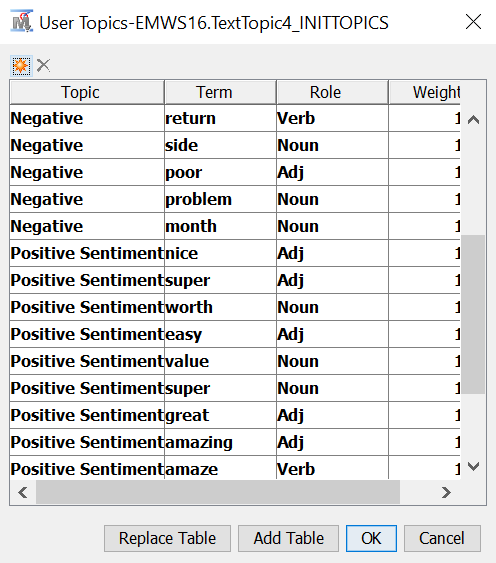 User Topics-EMWS16.TextTopic4_INITTOPICS
Topic Term Role Weight
Negative return Verb 1
Negative side Noun 1
Negative poor Adj 1
Negative problem Noun 1
Negative month Noun 1
Positive Sentiment nice Adj 1
Positive Sentiment super Adj 1
Positive Sentiment worth Noun 1
Positive Sentiment easy Adj 1
Positive Sentiment value Noun 1
Positive Sentiment super Noun 1
Positive Sentiment great Adj 1
Positive Sentiment amazing Adj 1
Positive Sentiment amaze Verb 1
Replace Table Add Table OK Cancel